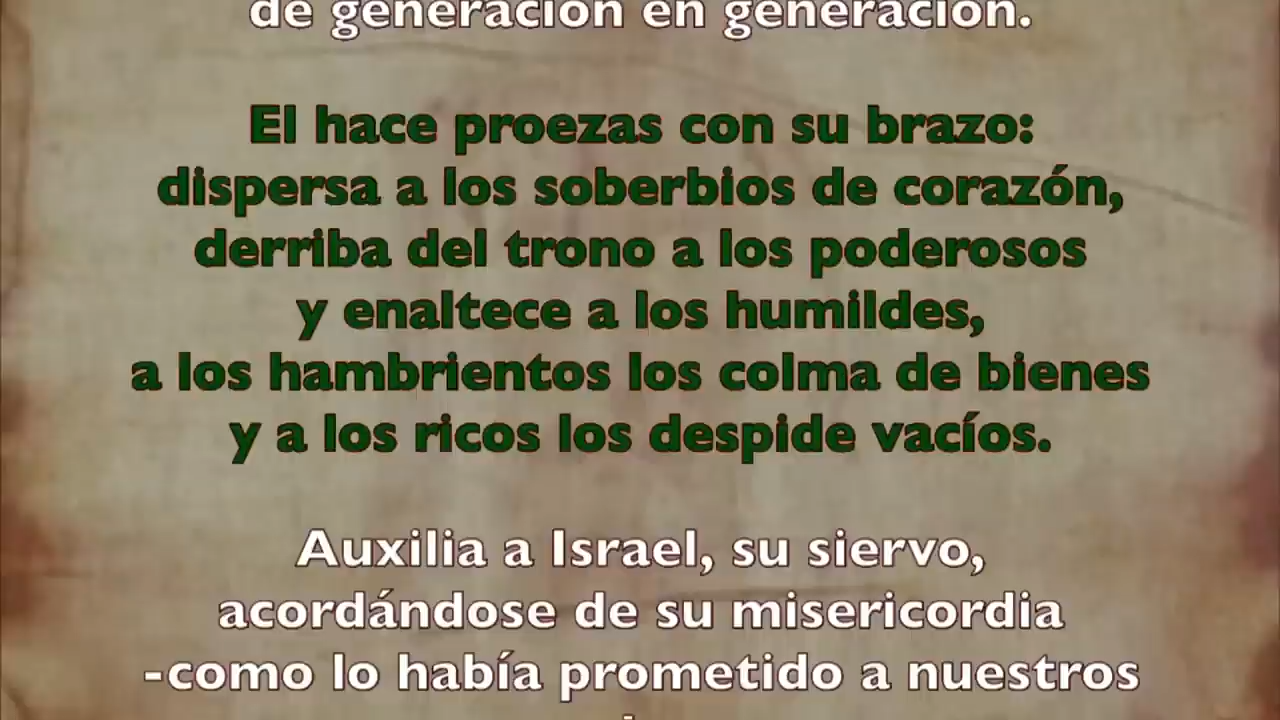 de generación en generación.
El hace proezas con su brazo:
dispersa a los soberbios de corazón,
derriba del trono a los poderosos
y enaltece a los humildes,
a los hambrientos los colma de bienes
y a los ricos los despide vacíos.
Auxilia a Israel, su siervo,
acordándose de su misericordia
-como lo había prometido a nuestros